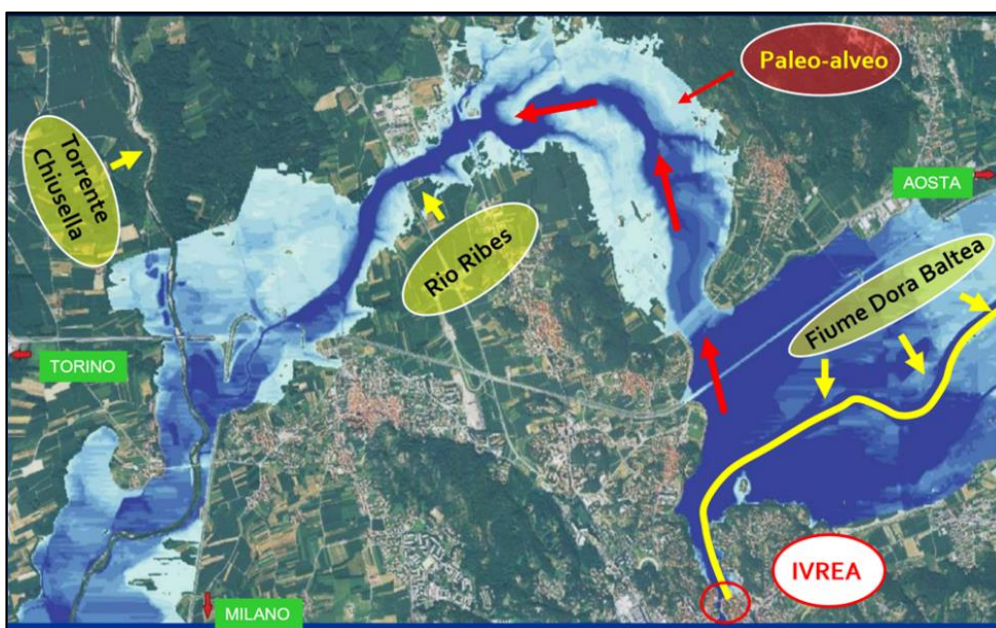 Paleo-alveo
Torrente
Chiusella
AOSTA
Rio Ribes
Fiume Dora Baltea
TORINO
IVREA
MILANO